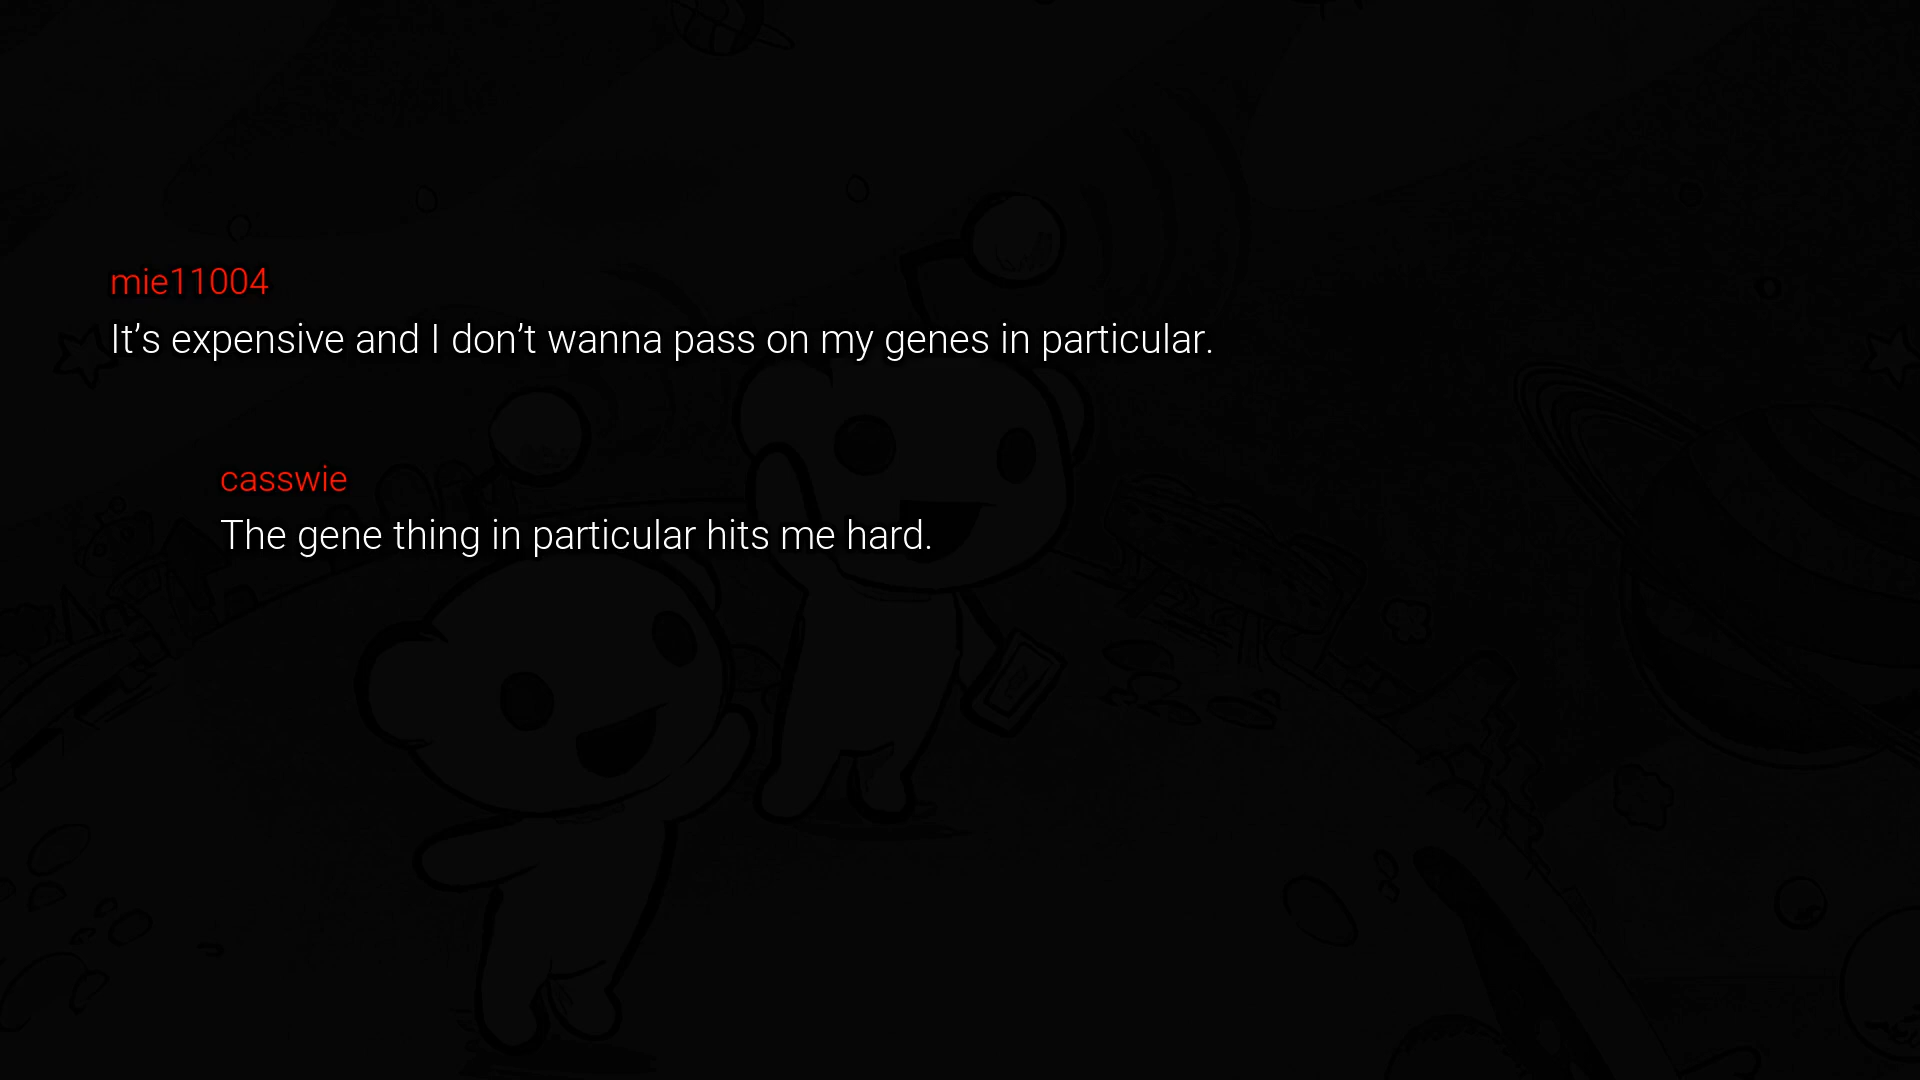 mie11004
It’s expensive and I don’t wanna pass on my genes in particular.
casswie
The gene thing in particular hits me hard.